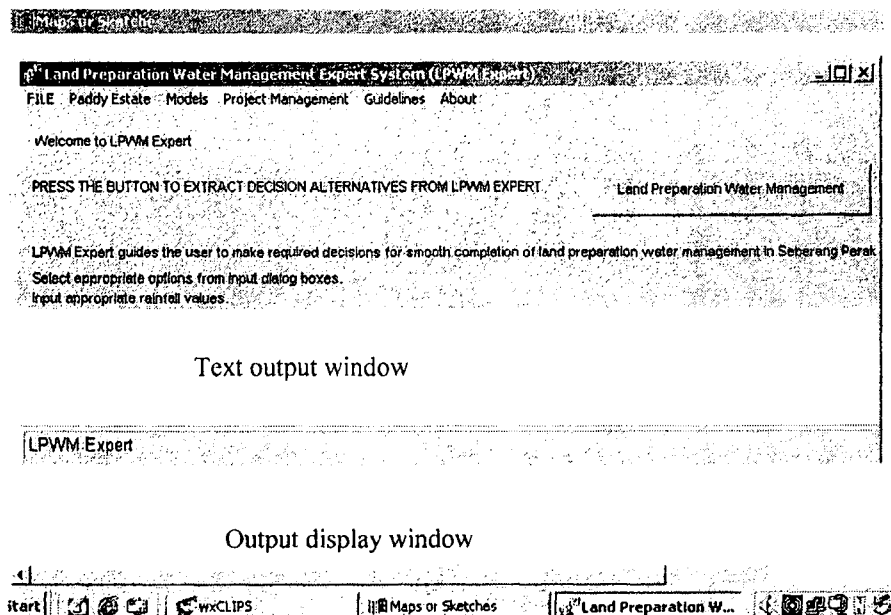 Maps or Sketche
Land Preparation Water Management Expert System (LPWM Expert)
FILE Paddy Estate Models Project Management Guidelines About
Welcome to LPWM Expert
PRESS THE BUTTON TO EXTRACT DECISION ALTERNATIVES FROM LPWM EXPERT
Land Preparation Water Management
LPWM Expert guides the user to make required decisions for smooth completion of land preparation water management in Seberang Perak
Select appropriate options from input dialog boxes.
Input appropriate rainfall values.
Text output window
LPWM Expert
Output display window
Start wxCLIPS Maps or Sketches Land Preparation W...